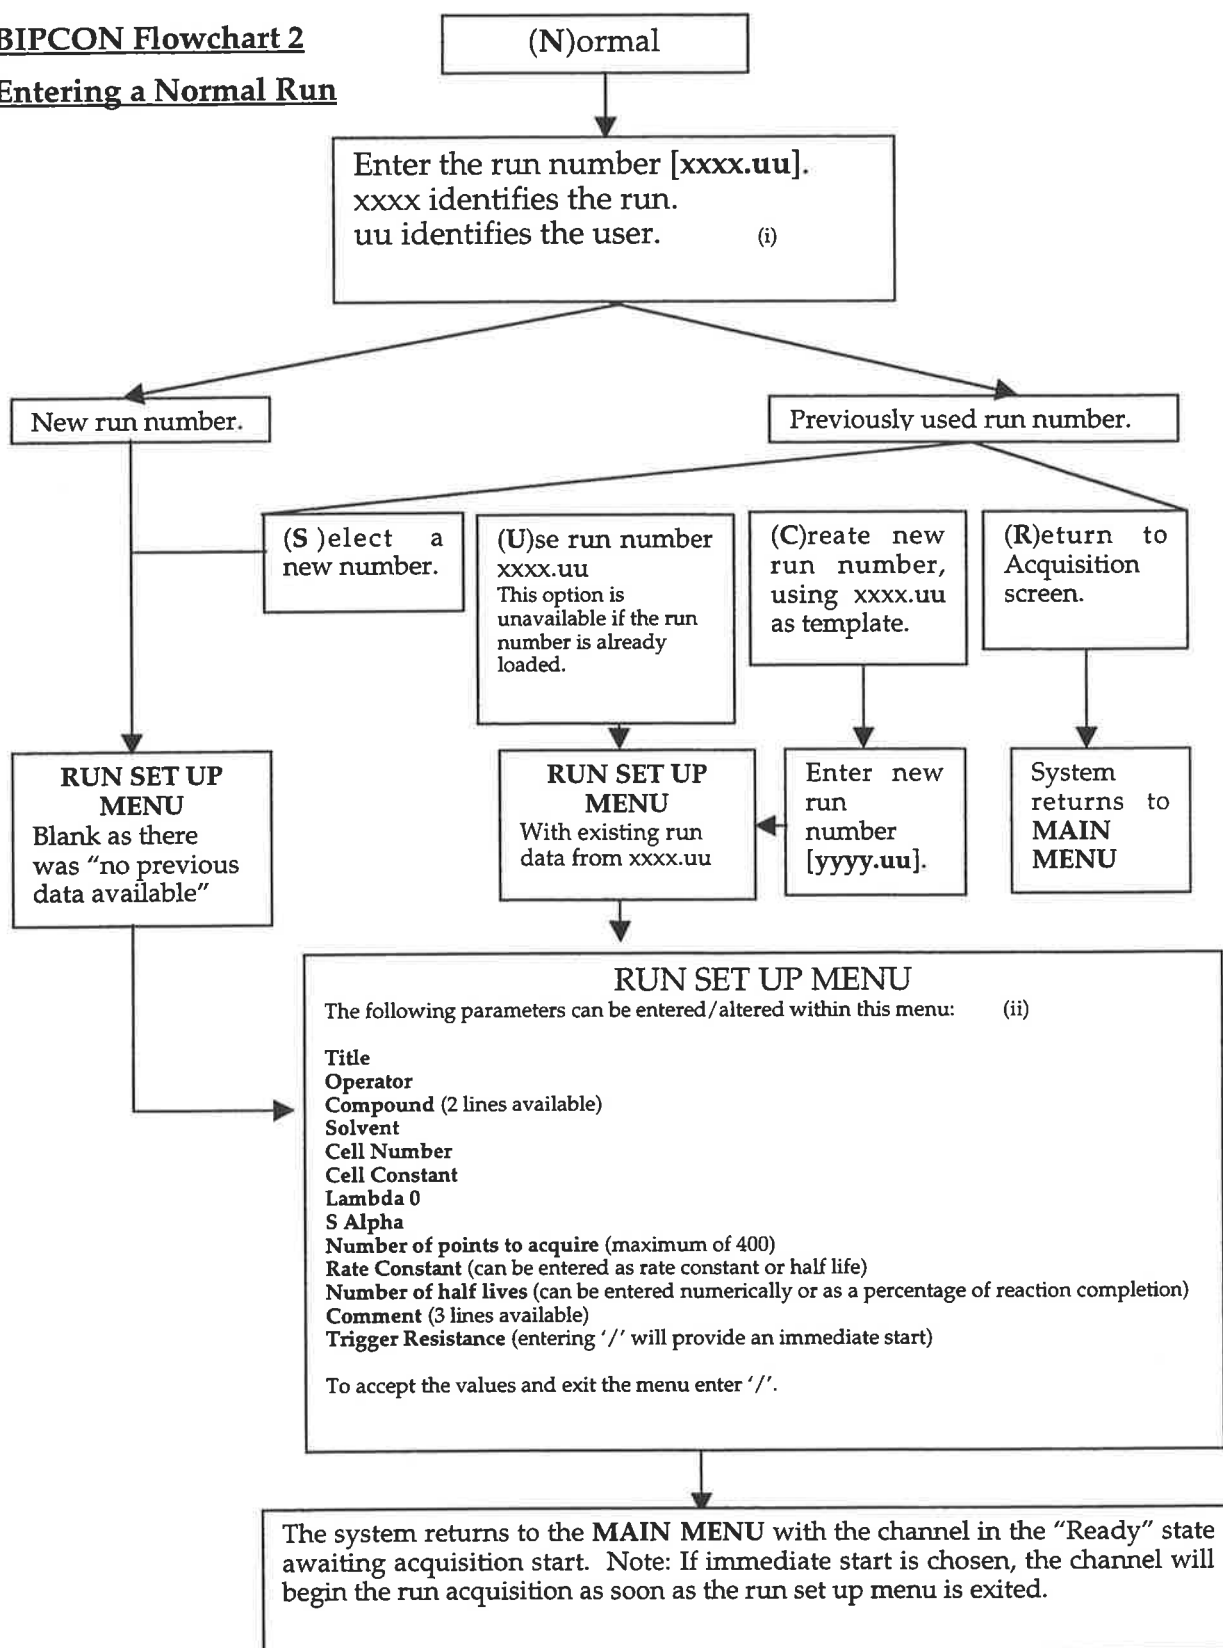 BIPCON Flowchart 2
Entering a Normal Run
(N)ormal
Enter the run number [xxxx.uu].
xxxx identifies the run.
uu identifies the user. (i)
New run number.
Previously used run number.
(S )elect a
new number.
(U)se run number
xxxx.uu
This option is
unavailable if the run
number is already
loaded.
(C)reate new
run number,
using xxxx.uu
as template.
(R)eturn to
Acquisition
screen.
RUN SET UP
MENU
Blank as there
was "no previous
data available"
RUN SET UP
MENU
With existing run
data from xxxx.uu
Enter new
run
number
[yyyy.uu].
System
returns to
MAIN
MENU
RUN SET UP MENU
The following parameters can be entered/altered within this menu: (ii)
Title
Operator
Compound (2 lines available)
Solvent
Cell Number
Cell Constant
Lambda 0
S Alpha
Number of points to acquire (maximum of 400)
Rate Constant (can be entered as rate constant or half life)
Number of half lives (can be entered numerically or as a percentage of reaction completion)
Comment (3 lines available)
Trigger Resistance (entering '/' will provide an immediate start)
To accept the values and exit the menu enter '/'.
The system returns to the MAIN MENU with the channel in the "Ready" state
awaiting acquisition start. Note: If immediate start is chosen, the channel will
begin the run acquisition as soon as the run set up menu is exited.